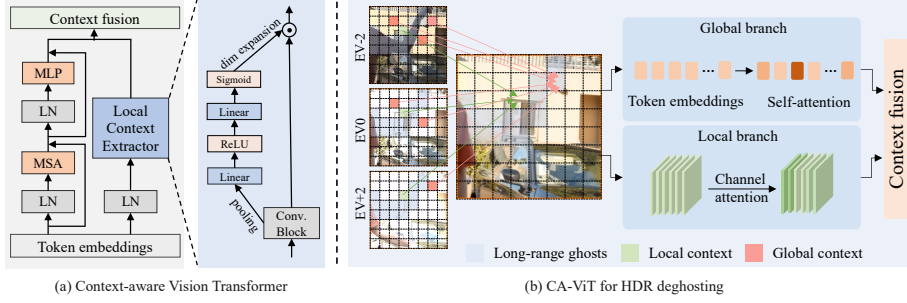 Context fusion
MLP
LN
MSA
LN
Local
Context
Extractor
LN
Token embeddings
dim expansion
Sigmoid
Linear
ReLU
Linear
pooling
Conv.
Block
(a) Context-aware Vision Transformer
EV-2
EV0
EV+2
Global branch
Token embeddings
Self-attention
Local branch
Channel
attention
Context fusion
Long-range ghosts
Local context
Global context
(b) CA-ViT for HDR deghosting